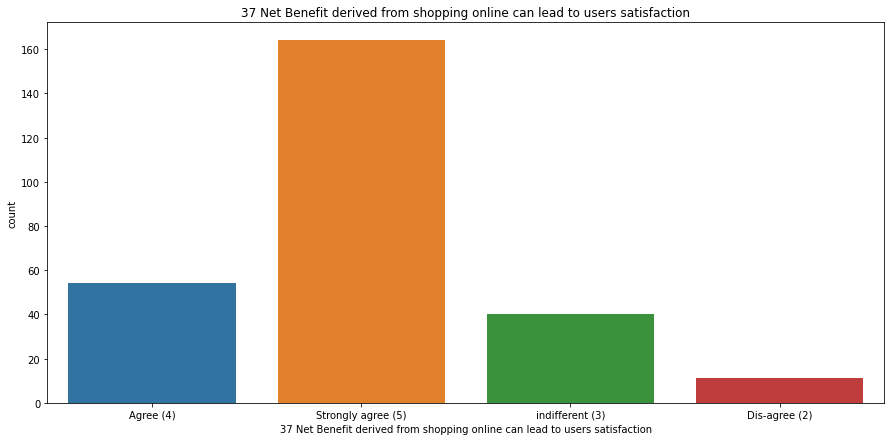 37 Net Benefit derived from shopping online can lead to users satisfaction
160
140
120
100
80
60
40
20
0
count
Agree (4)
Strongly agree (5)
indifferent (3)
Dis-agree (2)
37 Net Benefit derived from shopping online can lead to users satisfaction